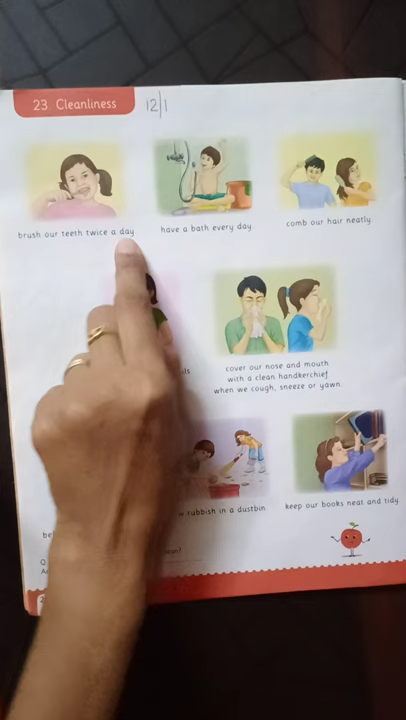 23 Cleanliness
12/1
brush our teeth twice a day
have a bath every day
comb our hair neatly
cover our nose and mouth
with a clean handkerchief
when we cough, sneeze or yawn.
rubbish in a dustbin
keep our books neat and tidy